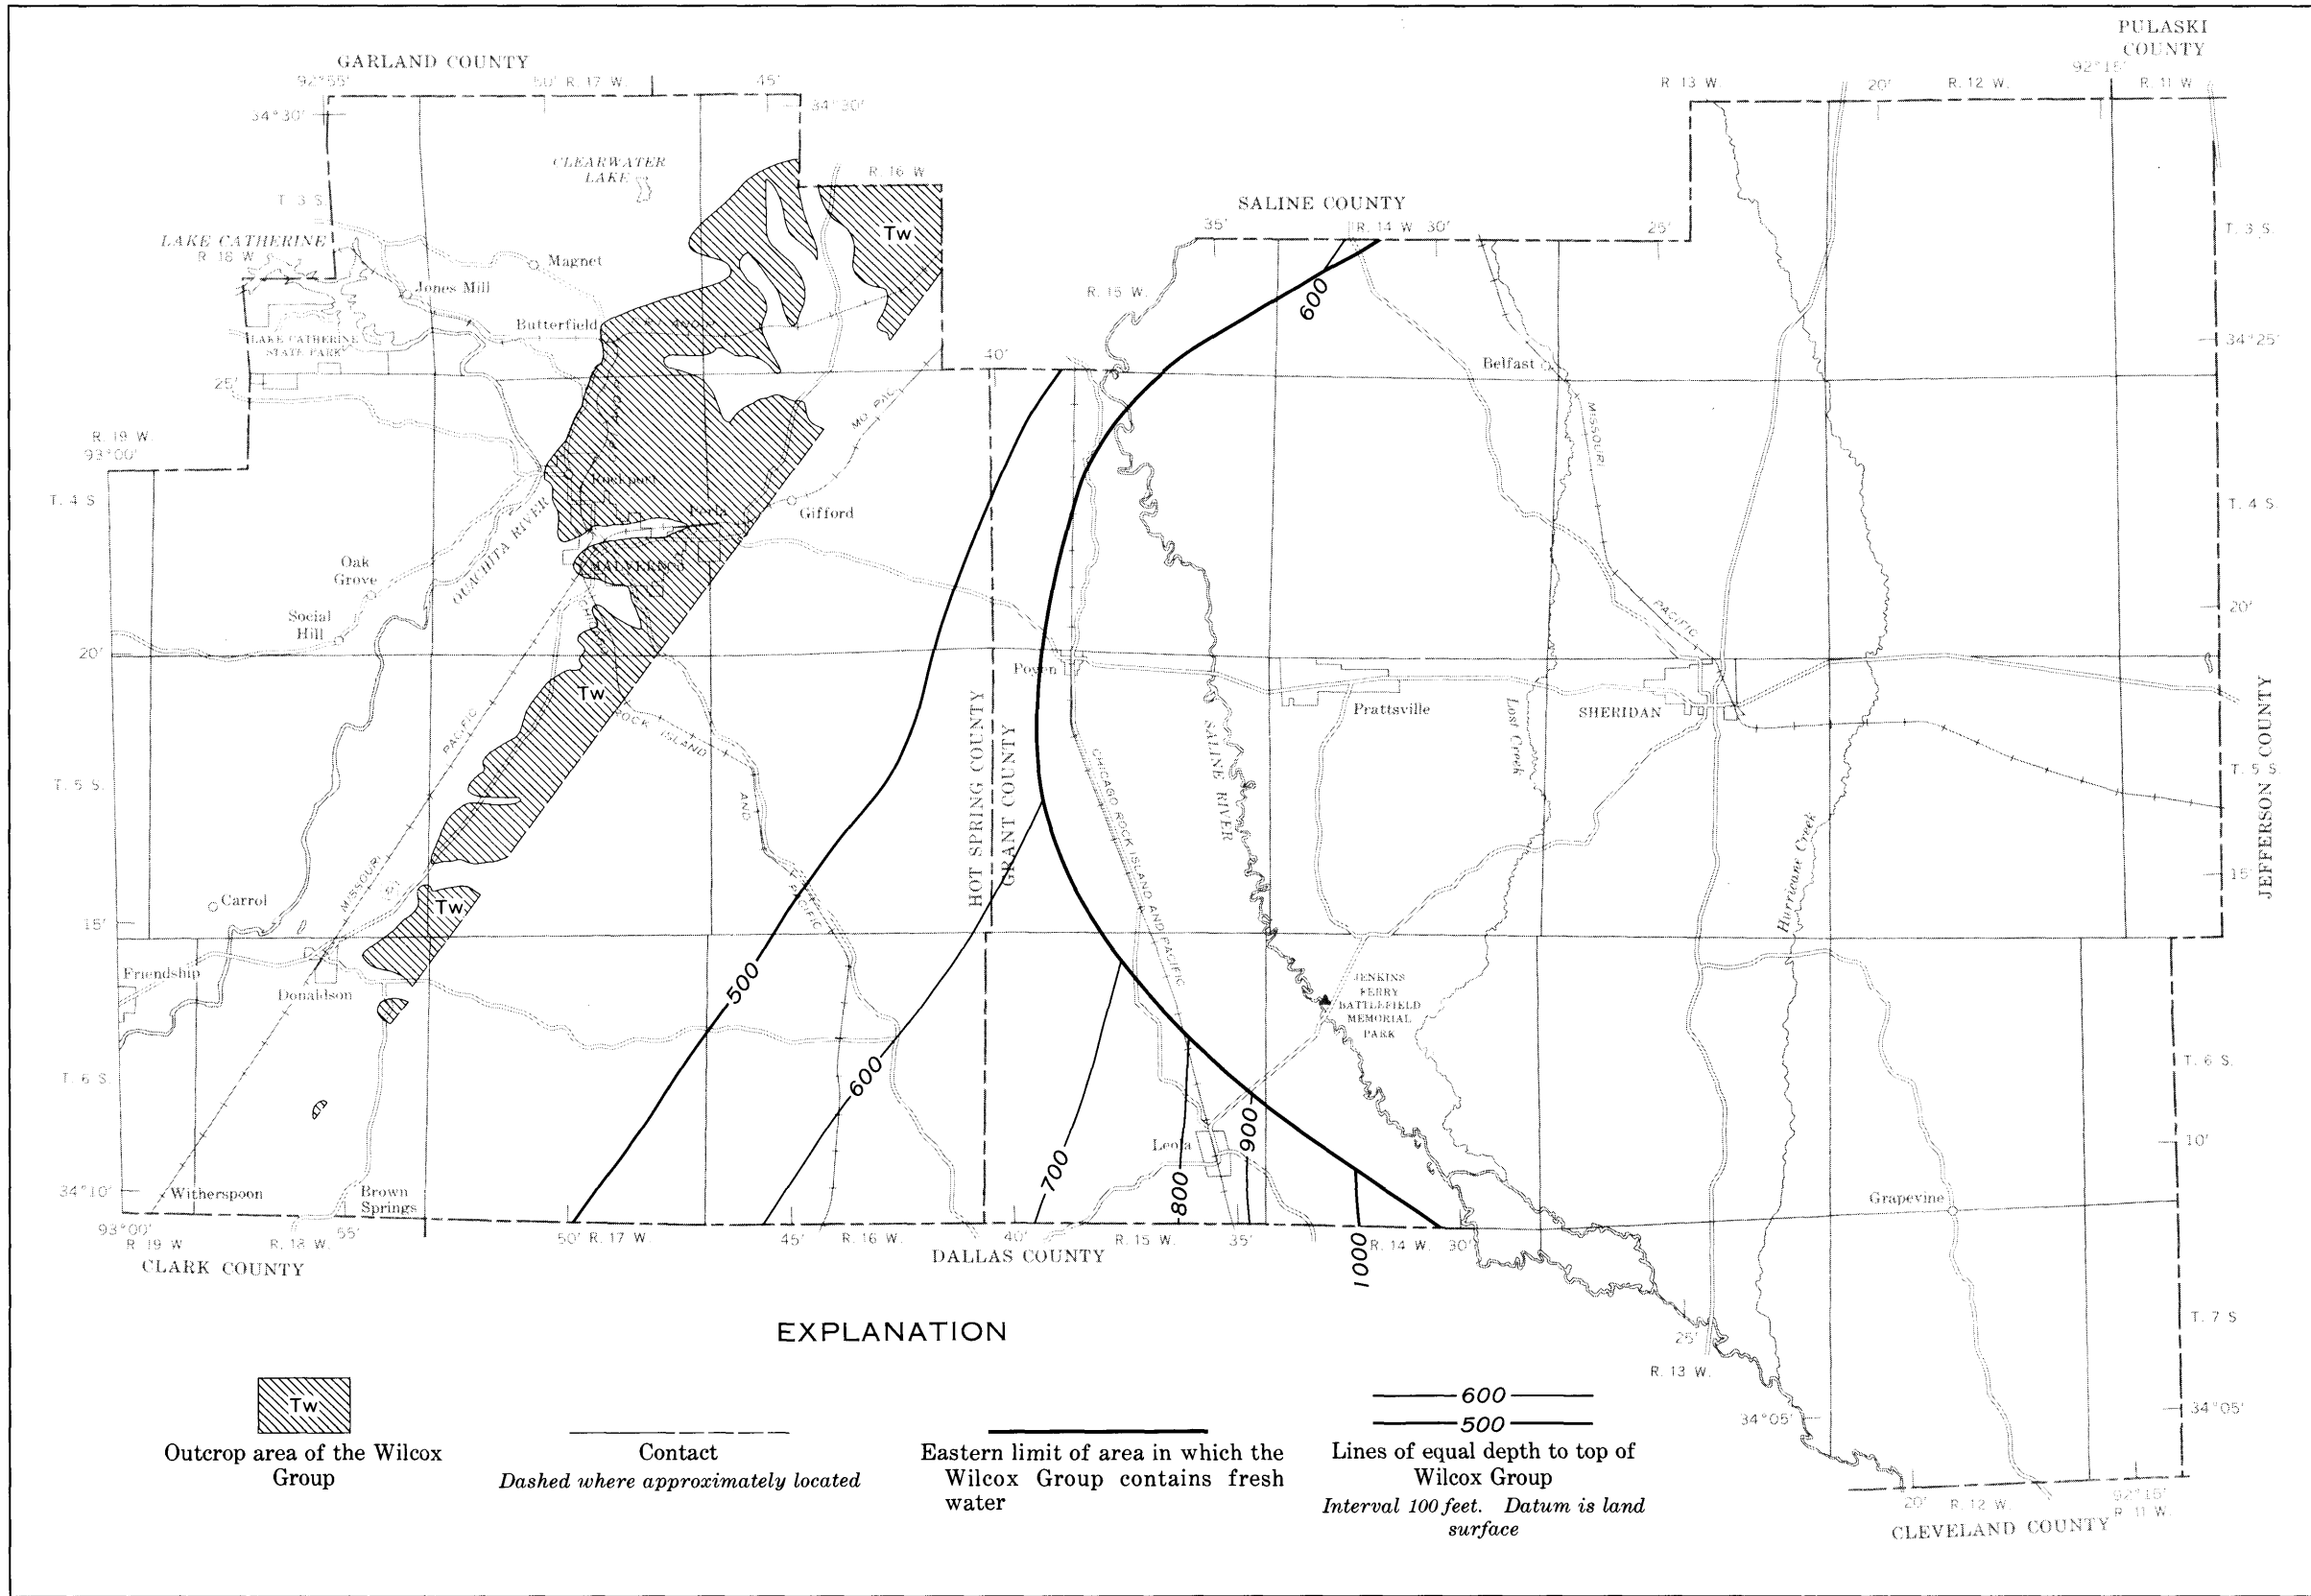 PULASKI
COUNTY
GARLAND COUNTY
92°55'
50' R. 17 W.
45'
R 13 W.
20'
R. 12 W.
92°15'
R. 11 W
34°30'
34°30'
CLEARWATER
LAKE
R. 16 W
T 3 S.
SALINE COUNTY
35'
R. 14 W
30'
25'
T. 3 S.
Tw
LAKE CATHERINE
R 18 W
Magnet
Jones Mill
R. 15 W.
600
Butterfield
LAKE CATHERINE
STATE PARK
34°25'
40'
Belfast
25'
MO. PAC.
MISSOURI
R. 19 W.
93°00'
T. 4 S
Rockport
Perla
Gifford
T. 4 S.
OUACHITA RIVER
Oak
Grove
MALVERN
Social
Hill
20'
PACIFIC
20'
Poyen
Tw
PACIFIC
ROCK ISLAND
HOT SPRING COUNTY
GRANT COUNTY
SALINE RIVER
Prattsville
Lost Creek
SHERIDAN
JEFFERSON COUNTY
T. 5 S.
AND
CHICAGO ROCK ISLAND AND PACIFIC
T. 5 S
MISSOURI
PACIFIC
Hurricane Creek
15'
Carrol
Tw
15'
Friendship
Donaldson
500
JENKINS
FERRY
BATTLEFIELD
MEMORIAL
PARK
T. 6 S.
600
T. 6 S.
700
800
900
Leola
10'
34°10'
Witherspoon
Brown
Springs
Grapevine
93°00'
R 19 W
R. 18 W.
55'
50' R. 17 W.
45'
R. 16 W.
40'
R. 15 W.
35'
1000
R. 14 W.
30'
CLARK COUNTY
DALLAS COUNTY
T. 7 S
25'
R. 13 W.
34°05'
34°05'
20'
R. 12 W.
92°15'
R 11 W.
CLEVELAND COUNTY
EXPLANATION
Tw
Outcrop area of the Wilcox
Group
Contact
Dashed where approximately located
Eastern limit of area in which the
Wilcox Group contains fresh
water
600
500
Lines of equal depth to top of
Wilcox Group
Interval 100 feet. Datum is land
surface